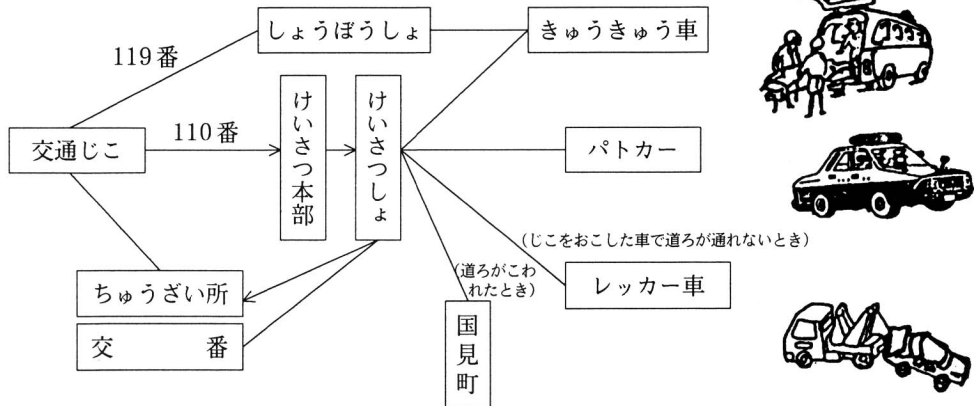 しょうぼうしょ
きゅうきゅう車
119番
110番
交通じこ
けいさつ本部
けいさつしょ
パトカー
(じこをおこした車で道ろが通れないとき)
(道ろがこわ
れたとき)
レッカー車
ちゅうざい所
交番
国見町